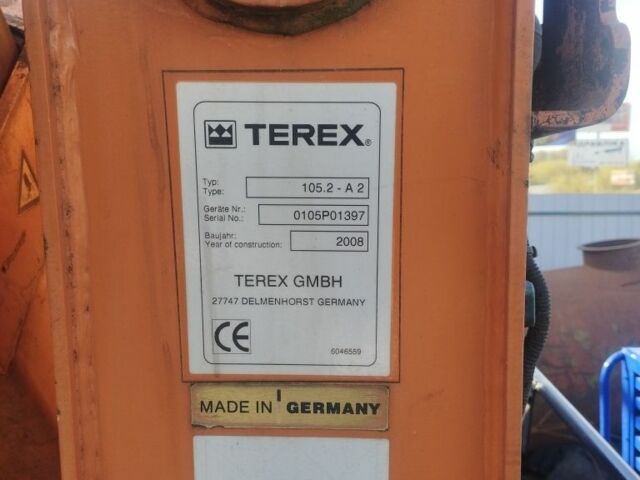 TEREX®
Typ:
Type: 105.2 - A 2
Geräte Nr.:
Serial No.: 0105P01397
Baujahr:
Year of construction: 2008
TEREX GMBH
27747 DELMENHORST GERMANY
CE
6046559
MADE IN GERMANY